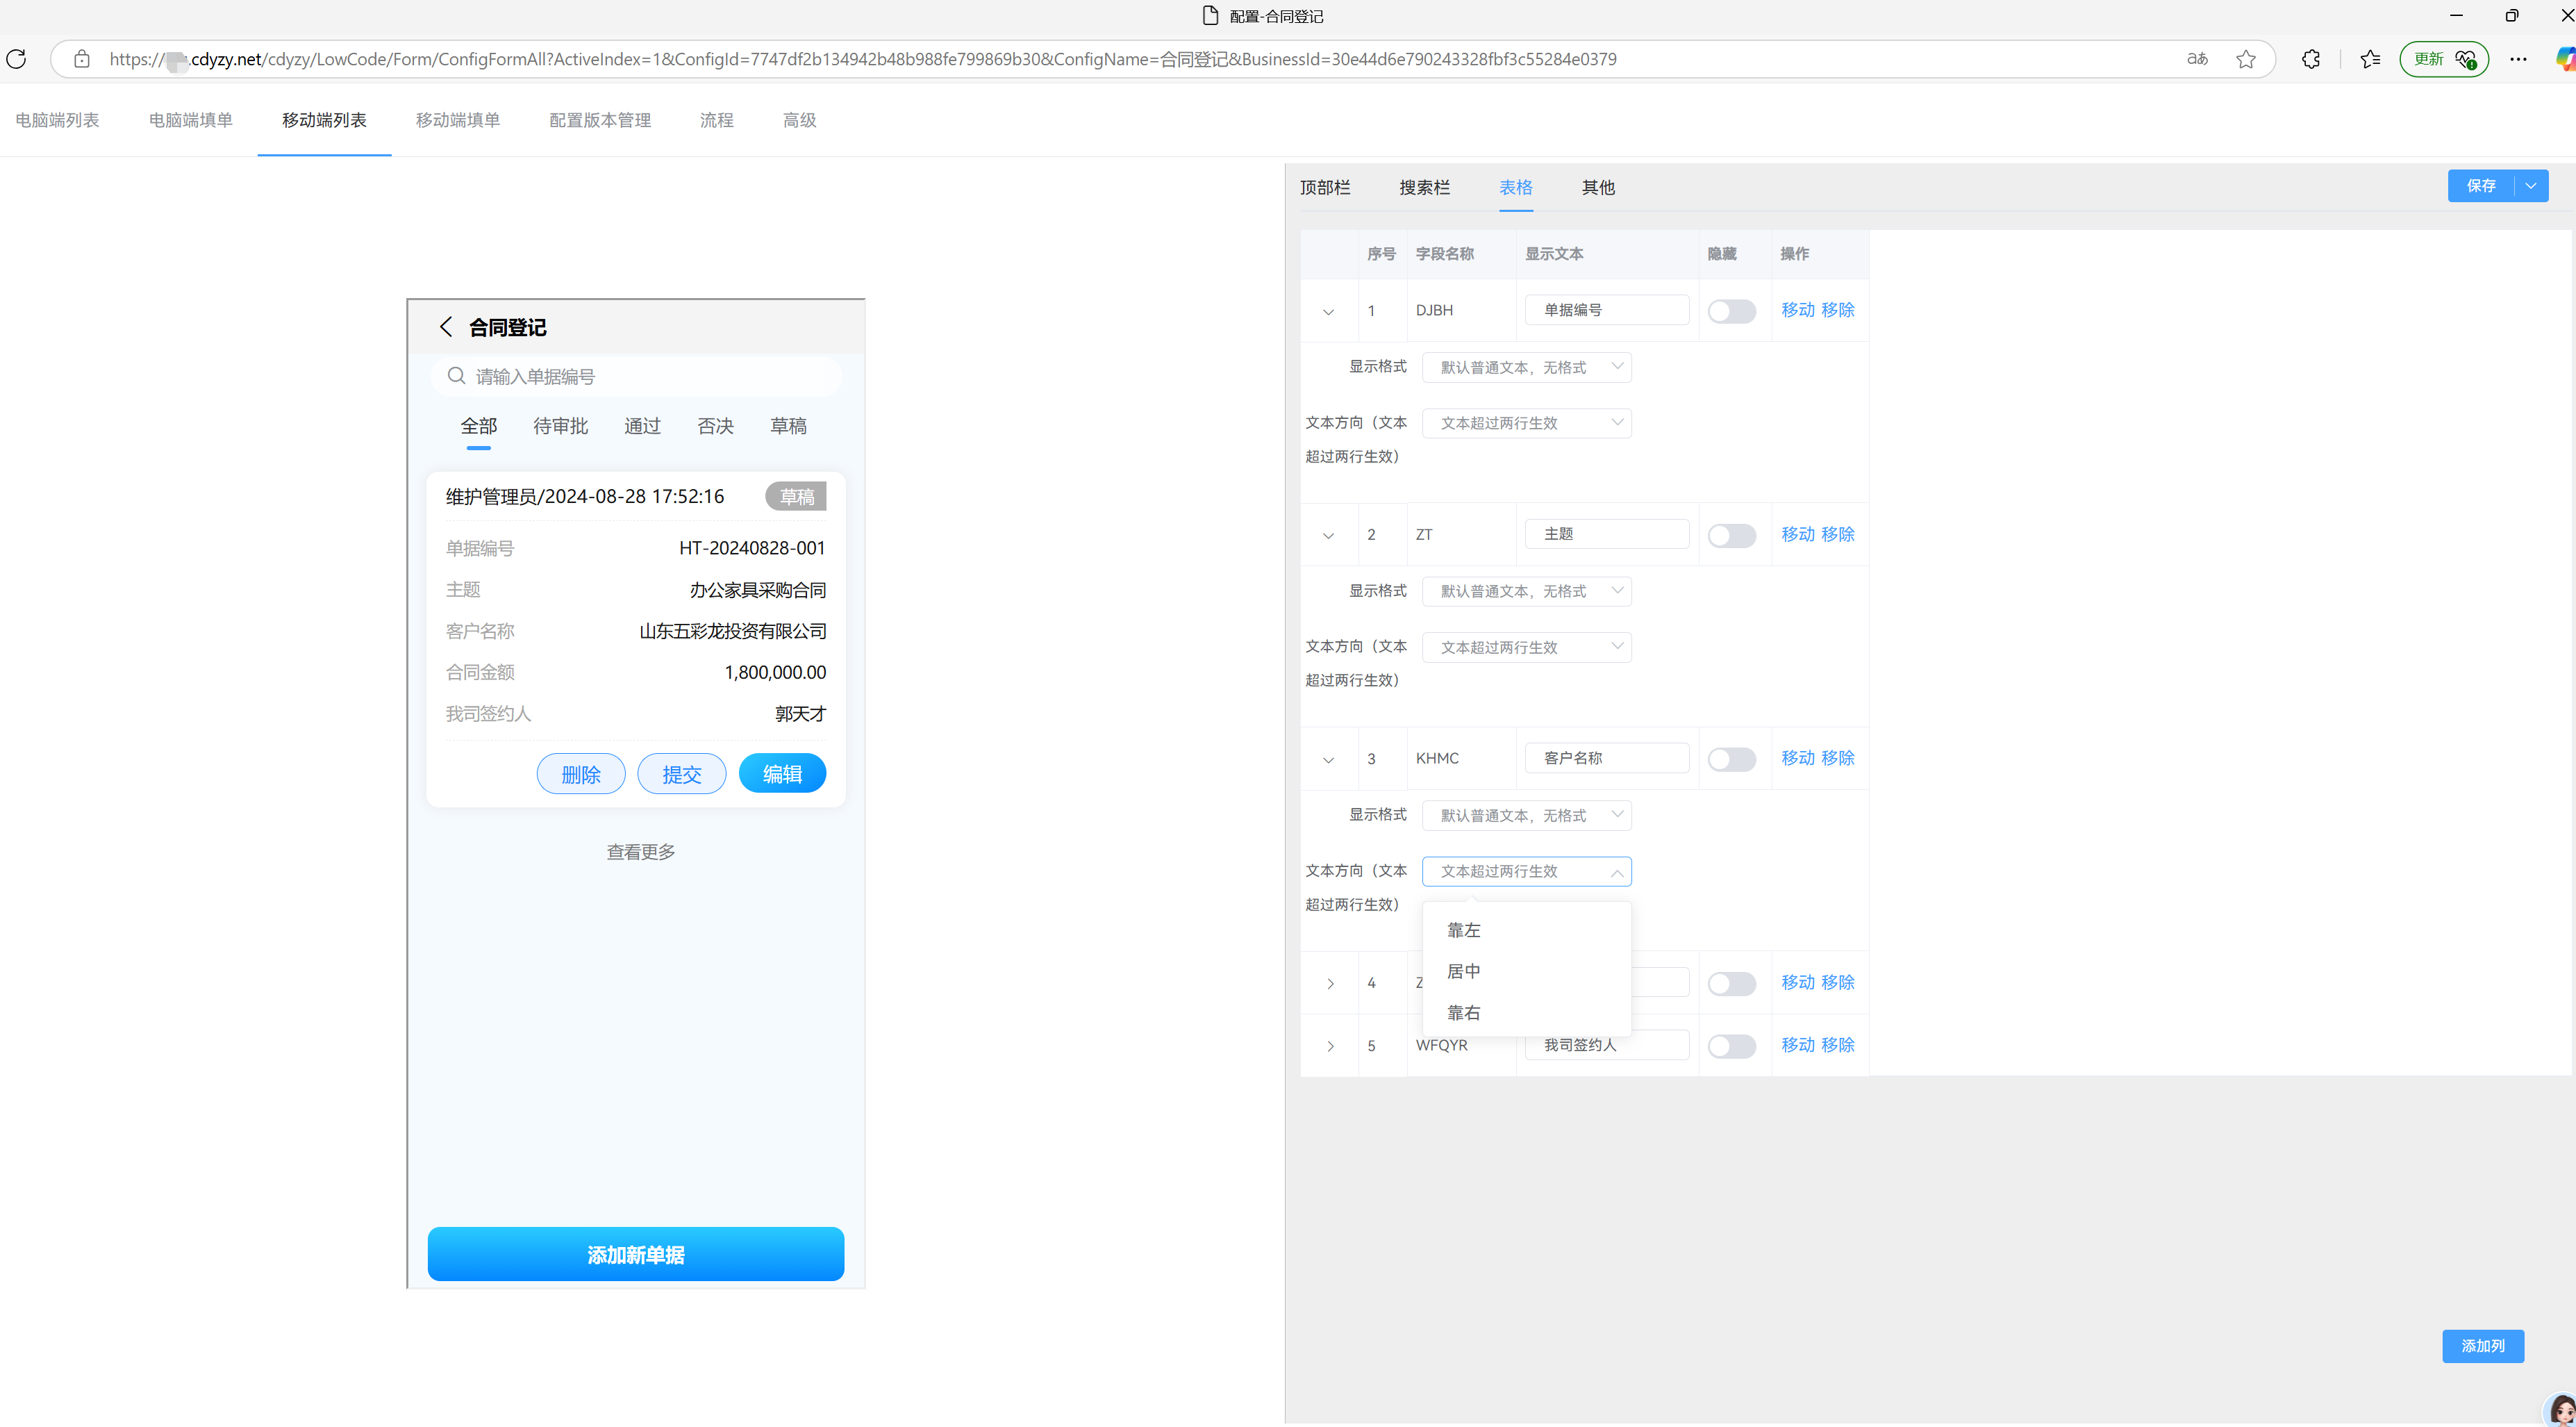 配置-合同登记
https://.cdyzy.net/cdyzy/LowCode/Form/ConfigFormAll?ActiveIndex=1&ConfigId=7747df2b134942b48b988fe799869b30&ConfigName=合同登记&BusinessId=30e44d6e790243328fbf3c55284e0379
更新
电脑端列表 电脑端填单 移动端列表 移动端填单 配置版本管理 流程 高级
合同登记
请输入单据编号
全部 待审批 通过 否决 草稿
维护管理员/2024-08-28 17:52:16 草稿
单据编号 HT-20240828-001
主题 办公家具采购合同
客户名称 山东五彩龙投资有限公司
合同金额 1,800,000.00
我司签约人 郭天才
删除 提交 编辑
查看更多
添加新单据
顶部栏 搜索栏 表格 其他 保存
序号 字段名称 显示文本 隐藏 操作
1 DJBH 单据编号 移动 移除
显示格式 默认普通文本，无格式
文本方向（文本 文本超过两行生效
超过两行生效）
2 ZT 主题 移动 移除
显示格式 默认普通文本，无格式
文本方向（文本 文本超过两行生效
超过两行生效）
3 KHMC 客户名称 移动 移除
显示格式 默认普通文本，无格式
文本方向（文本 文本超过两行生效
超过两行生效）
靠左
居中
靠右
4 移动 移除
5 WFQYR 我司签约人 移动 移除
添加列